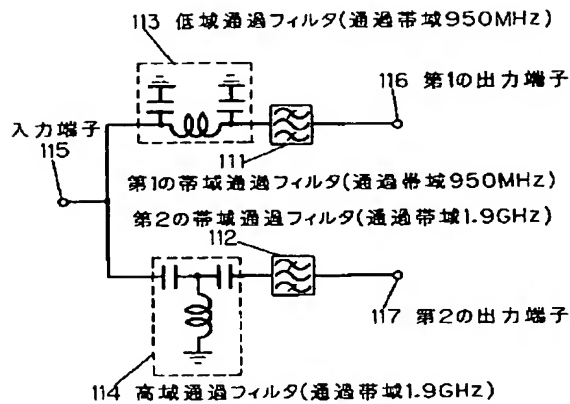 113 低域通過フィルタ(通過帯域950MHz)
116 第1の出力端子
入力端子
115
111
第1の帯域通過フィルタ(通過帯域950MHz)
第2の帯域通過フィルタ(通過帯域1.9GHz)
112
117 第2の出力端子
114 高域通過フィルタ(通過帯域1.9GHz)